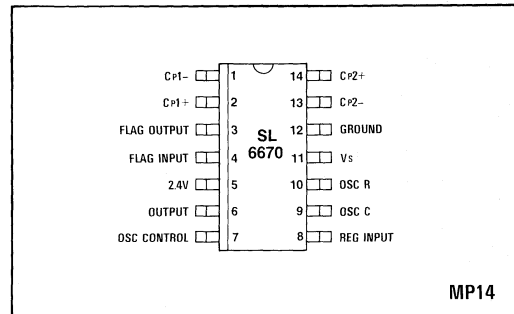 CP1- 1 14 CP2+
CP1+ 2 13 CP2-
FLAG OUTPUT 3 12 GROUND
SL
6670
FLAG INPUT 4 11 Vs
2.4V 5 10 OSC R
OUTPUT 6 9 OSC C
OSC CONTROL 7 8 REG INPUT
MP14